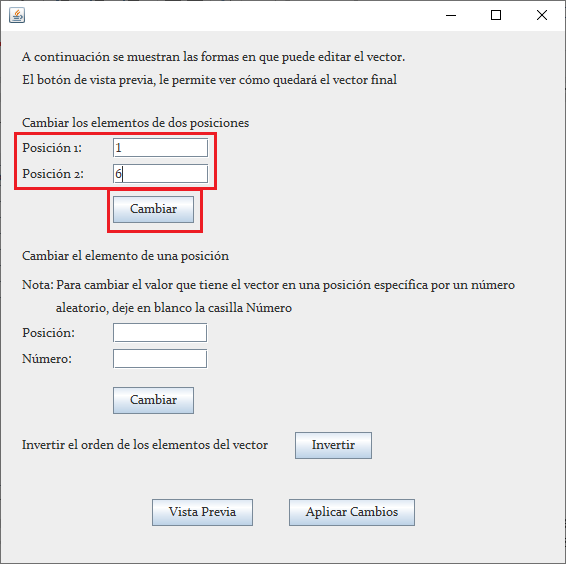 A continuación se muestran las formas en que puede editar el vector.
El botón de vista previa, le permite ver cómo quedará el vector final
Cambiar los elementos de dos posiciones
Posición 1: 1
Posición 2: 6
Cambiar
Cambiar el elemento de una posición
Nota: Para cambiar el valor que tiene el vector en una posición específica por un número
aleatorio, deje en blanco la casilla Número
Posición:
Número:
Cambiar
Invertir el orden de los elementos del vector Invertir
Vista Previa Aplicar Cambios